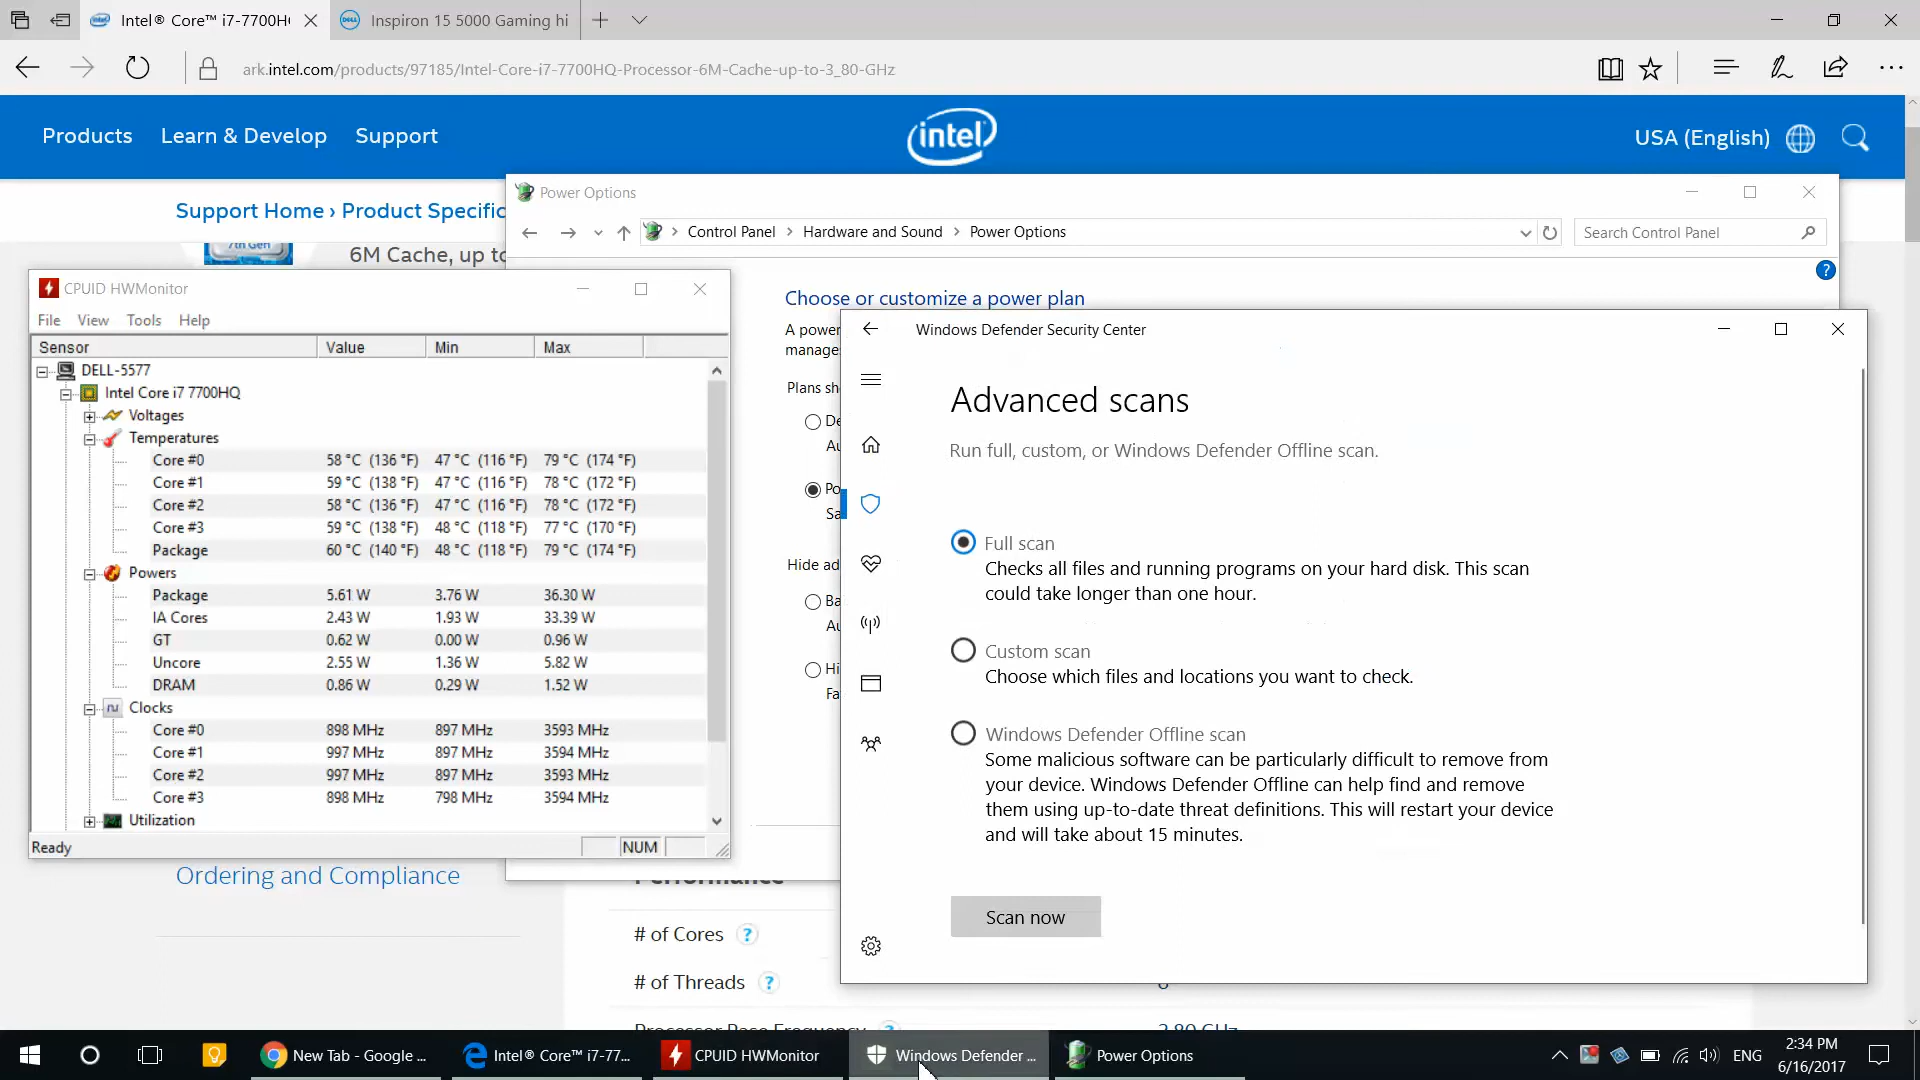 Intel® Core™ i7-7700H
Inspiron 15 5000 Gaming hi
ark.intel.com/products/97185/Intel-Core-i7-7700HQ-Processor-6M-Cache-up-to-3_80-GHz
Products
Learn & Develop
Support
intel
USA (English)
Support Home › Product Specific
7th Gen
6M Cache, up to
Power Options
Control Panel
Hardware and Sound
Power Options
Search Control Panel
?
Choose or customize a power plan
A power
manage
Plans sh
Au
Po
Sa
Hide ad
Ba
Au
Hi
Fa
CPUID HWMonitor
File View Tools Help
Sensor Value Min Max
DELL-5577
Intel Core i7 7700HQ
Voltages
Temperatures
Core #0 58 °C (136 °F) 47 °C (116 °F) 79 °C (174 °F)
Core #1 59 °C (138 °F) 47 °C (116 °F) 78 °C (172 °F)
Core #2 58 °C (136 °F) 47 °C (116 °F) 78 °C (172 °F)
Core #3 59 °C (138 °F) 48 °C (118 °F) 77 °C (170 °F)
Package 60 °C (140 °F) 48 °C (118 °F) 79 °C (174 °F)
Powers
Package 5.61 W 3.76 W 36.30 W
IA Cores 2.43 W 1.93 W 33.39 W
GT 0.62 W 0.00 W 0.96 W
Uncore 2.55 W 1.36 W 5.82 W
DRAM 0.86 W 0.29 W 1.52 W
Clocks
Core #0 898 MHz 897 MHz 3593 MHz
Core #1 997 MHz 897 MHz 3594 MHz
Core #2 997 MHz 897 MHz 3593 MHz
Core #3 898 MHz 798 MHz 3594 MHz
Utilization
Ready
NUM
Windows Defender Security Center
Advanced scans
Run full, custom, or Windows Defender Offline scan.
Full scan
Checks all files and running programs on your hard disk. This scan
could take longer than one hour.
Custom scan
Choose which files and locations you want to check.
Windows Defender Offline scan
Some malicious software can be particularly difficult to remove from
your device. Windows Defender Offline can help find and remove
them using up-to-date threat definitions. This will restart your device
and will take about 15 minutes.
Scan now
Ordering and Compliance
Performance
# of Cores ?
# of Threads ?
Processor Base Frequency
New Tab - Google ...
Intel® Core™ i7-77...
CPUID HWMonitor
Windows Defender ...
Power Options
ENG
2:34 PM
6/16/2017